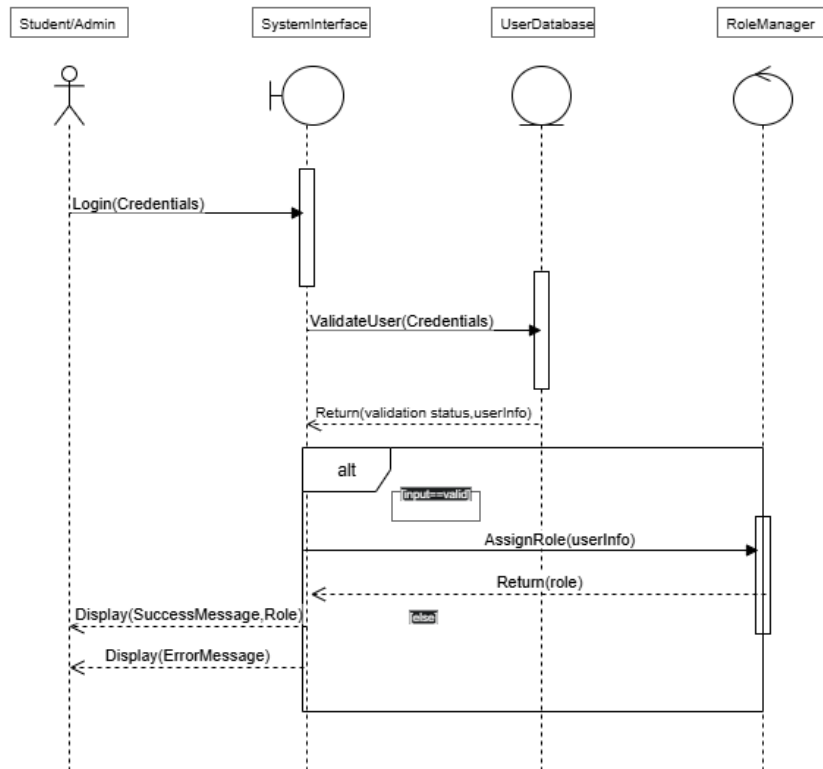 Student/Admin
SystemInterface
UserDatabase
RoleManager
Login(Credentials)
ValidateUser(Credentials)
Return(validation status,userInfo)
alt
[input==valid]
AssignRole(userInfo)
Return(role)
Display(SuccessMessage,Role)
[else]
Display(ErrorMessage)